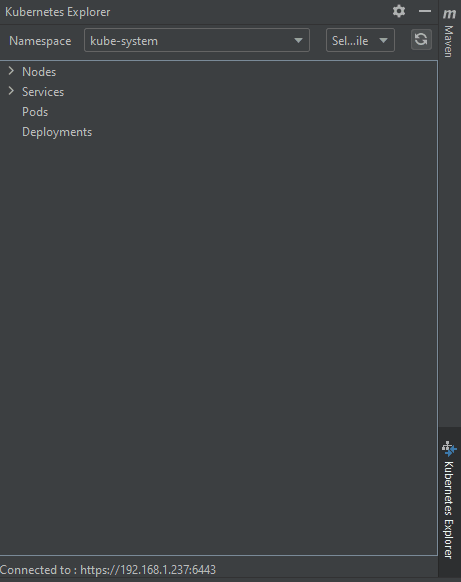 Kubernetes Explorer
Namespace kube-system Sel...ile
Nodes
Services
Pods
Deployments
Connected to : https://192.168.1.237:6443
m Maven
Kubernetes Explorer